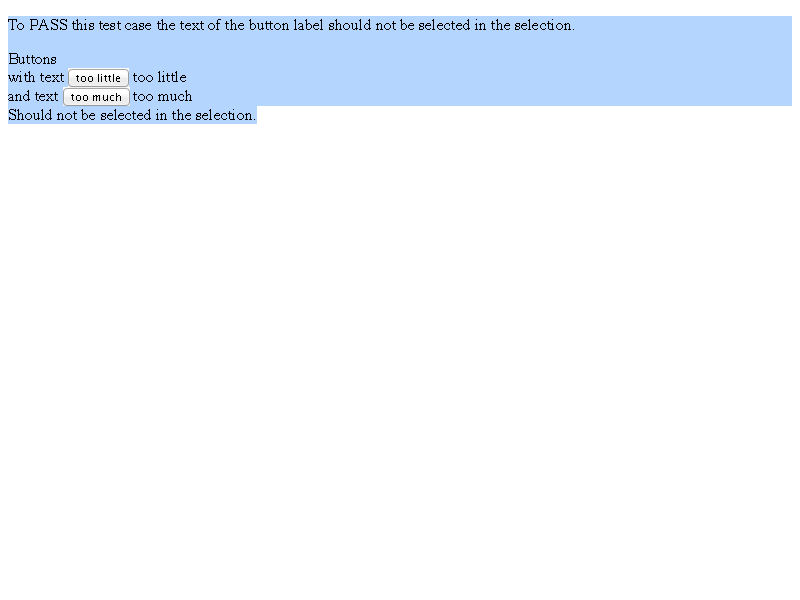 To PASS this test case the text of the button label should not be selected in the selection.
Buttons
with text too little too little
and text too much too much
Should not be selected in the selection.